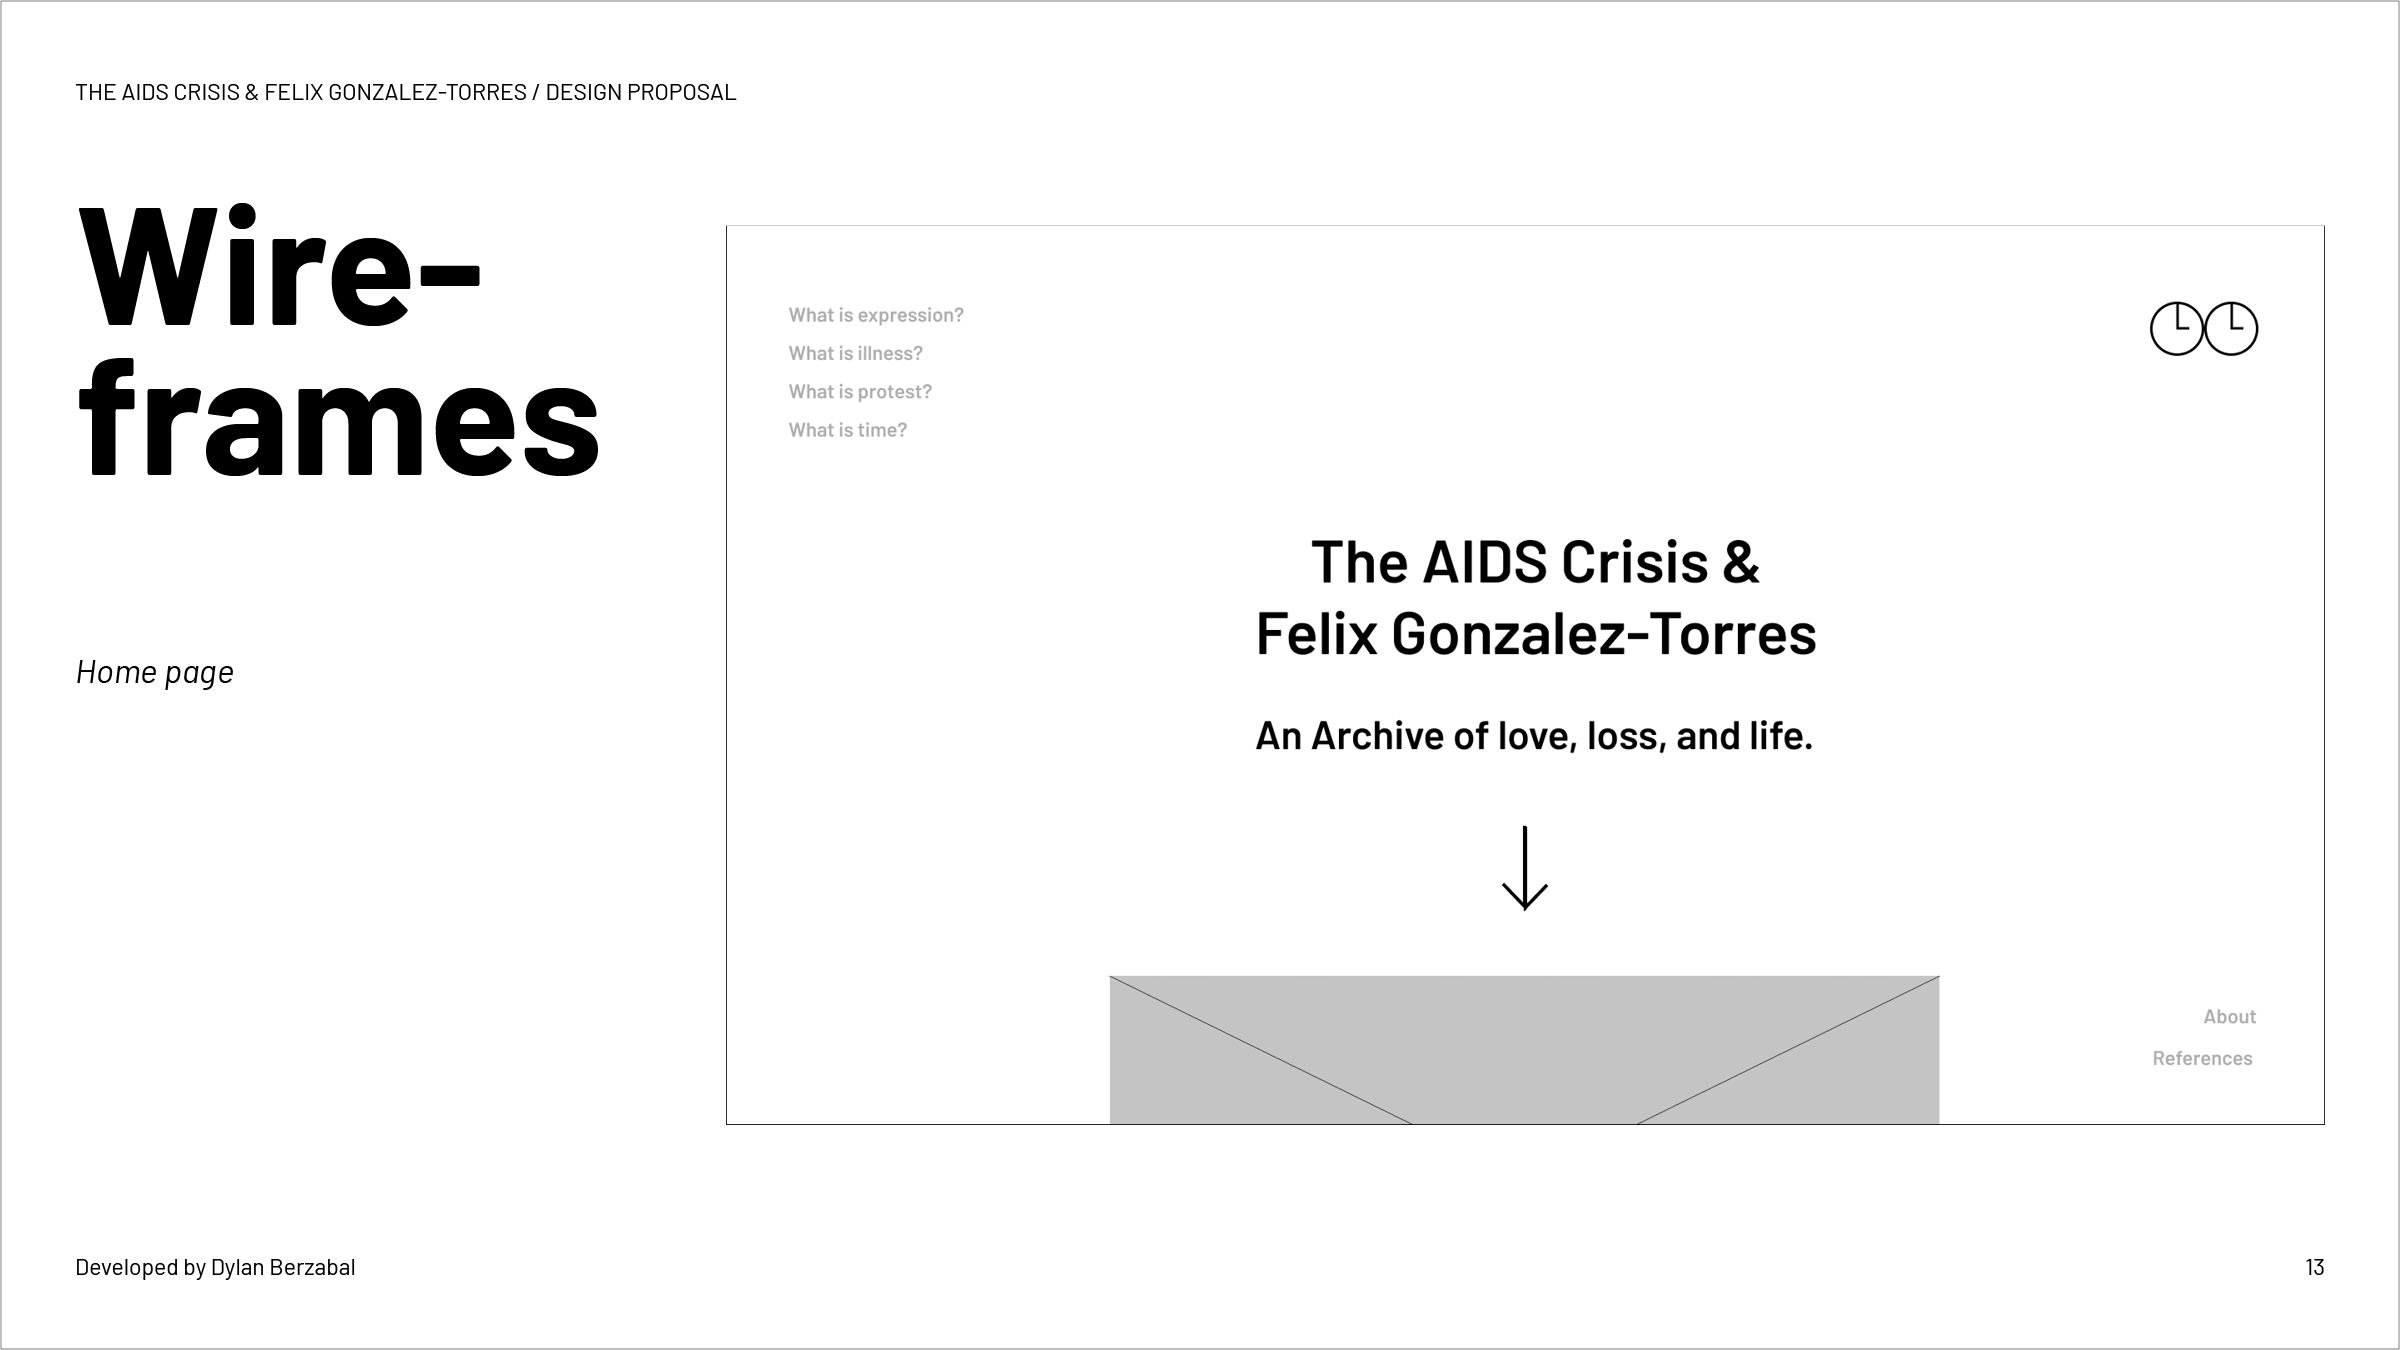 THE AIDS CRISIS & FELIX GONZALEZ-TORRES / DESIGN PROPOSAL
Wire-
frames
Home page
What is expression?
What is illness?
What is protest?
What is time?
The AIDS Crisis &
Felix Gonzalez-Torres
An Archive of love, loss, and life.
About
References
Developed by Dylan Berzabal
13